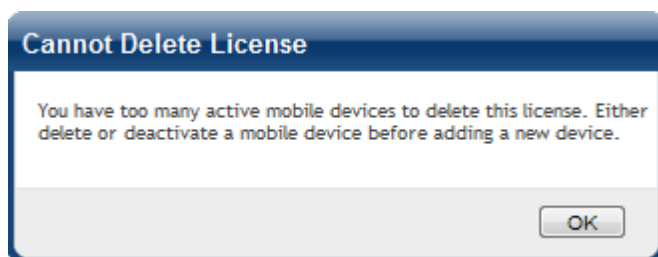 Cannot Delete License
You have too many active mobile devices to delete this license. Either
delete or deactivate a mobile device before adding a new device.
OK